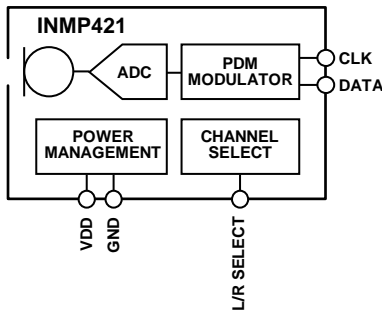 INMP421
ADC
PDM
MODULATOR
CLK
DATA
POWER
MANAGEMENT
CHANNEL
SELECT
VDD
GND
L/R SELECT